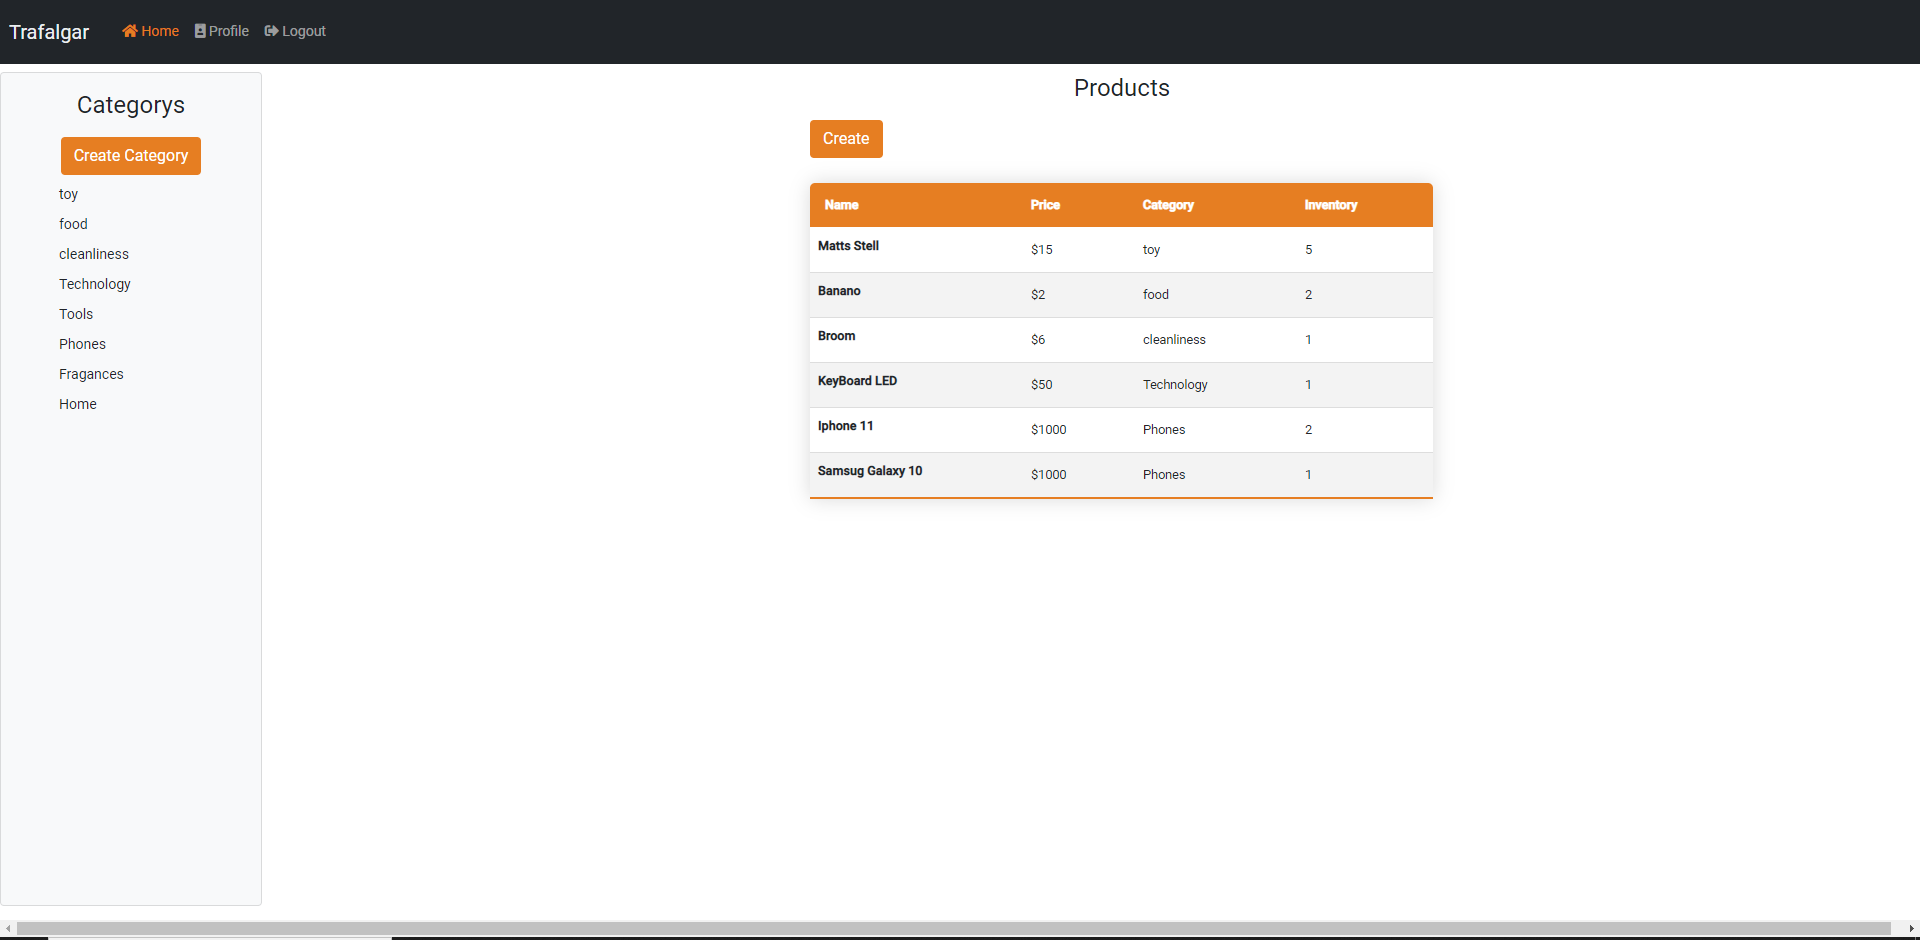 Trafalgar Home Profile Logout
Categorys
Create Category
toy
food
cleanliness
Technology
Tools
Phones
Fragances
Home
Products
Create
Name Price Category Inventory
Matts Stell $15 toy 5
Banano $2 food 2
Broom $6 cleanliness 1
KeyBoard LED $50 Technology 1
Iphone 11 $1000 Phones 2
Samsug Galaxy 10 $1000 Phones 1